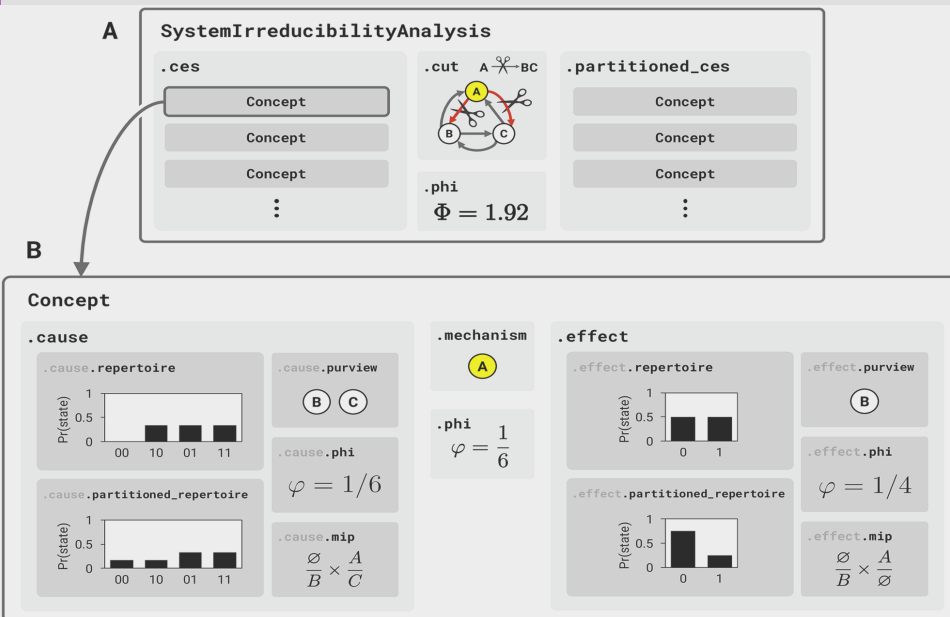 A
SystemIrreducibilityAnalysis
.ces
Concept
Concept
Concept
⋮
.cut A BC
A
B
C
.phi
Φ = 1.92
.partitioned_ces
Concept
Concept
Concept
⋮
B
Concept
.cause
.cause.repertoire
Pr(state)
1
0.5
0
00 10 01 11
.cause.partitioned_repertoire
Pr(state)
1
0.5
0
00 10 01 11
.cause.purview
B C
.cause.phi
φ = 1/6
.cause.mip
∅/B × A/C
.mechanism
A
.phi
φ = 1/6
.effect
.effect.repertoire
Pr(state)
1
0.5
0
0 1
.effect.partitioned_repertoire
Pr(state)
1
0.5
0
0 1
.effect.purview
B
.effect.phi
φ = 1/4
.effect.mip
∅/B × A/∅